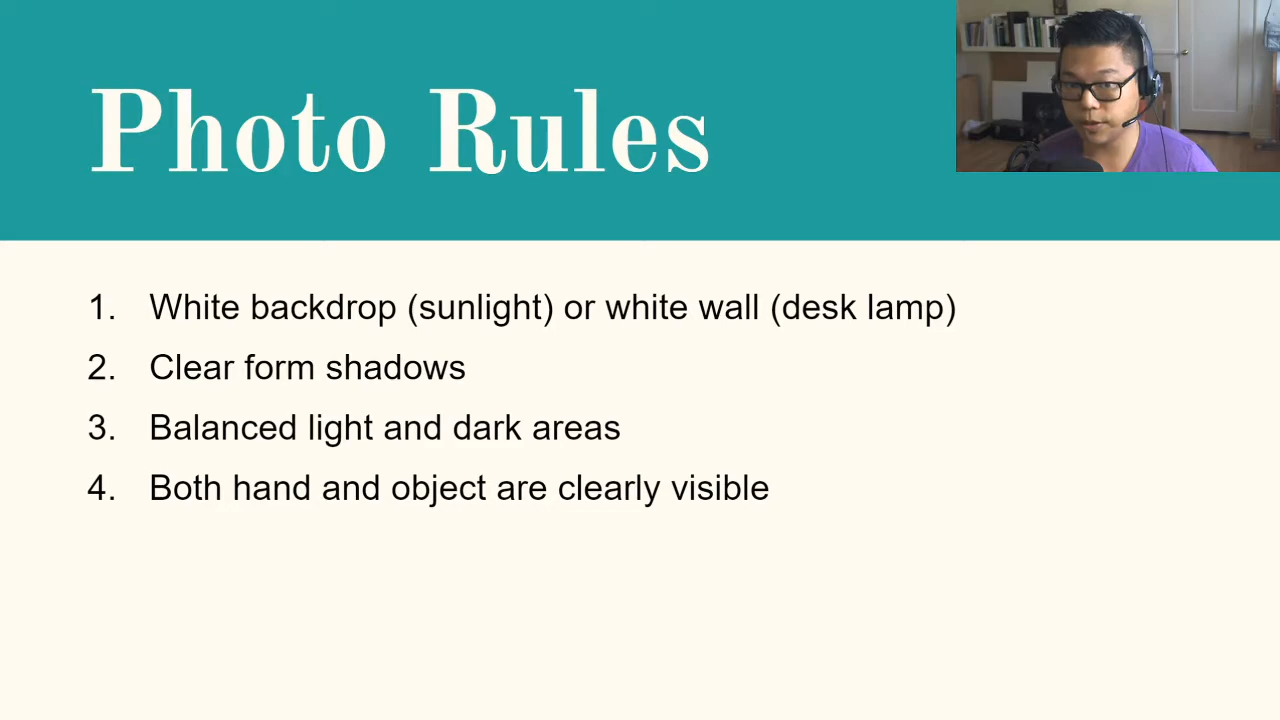 Photo Rules
1. White backdrop (sunlight) or white wall (desk lamp)
2. Clear form shadows
3. Balanced light and dark areas
4. Both hand and object are clearly visible